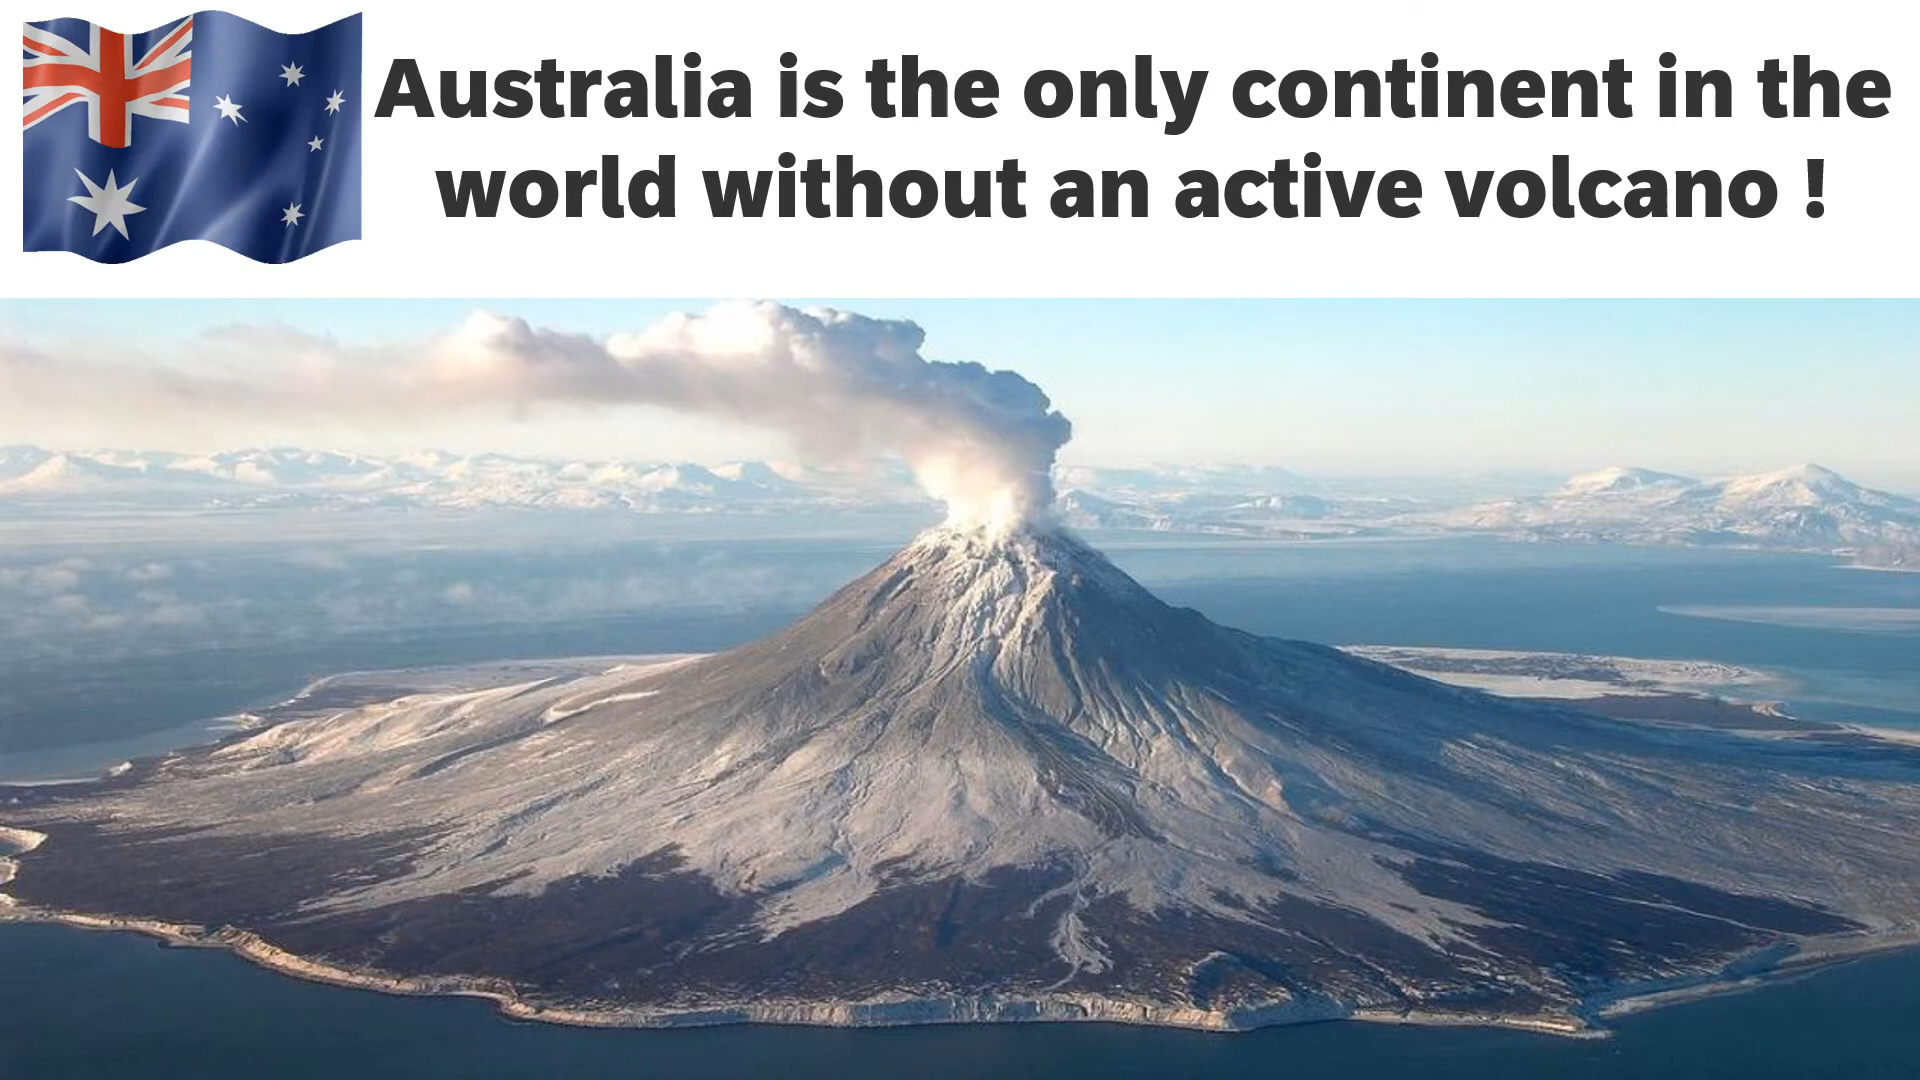 Australia is the only continent in the
world without an active volcano !